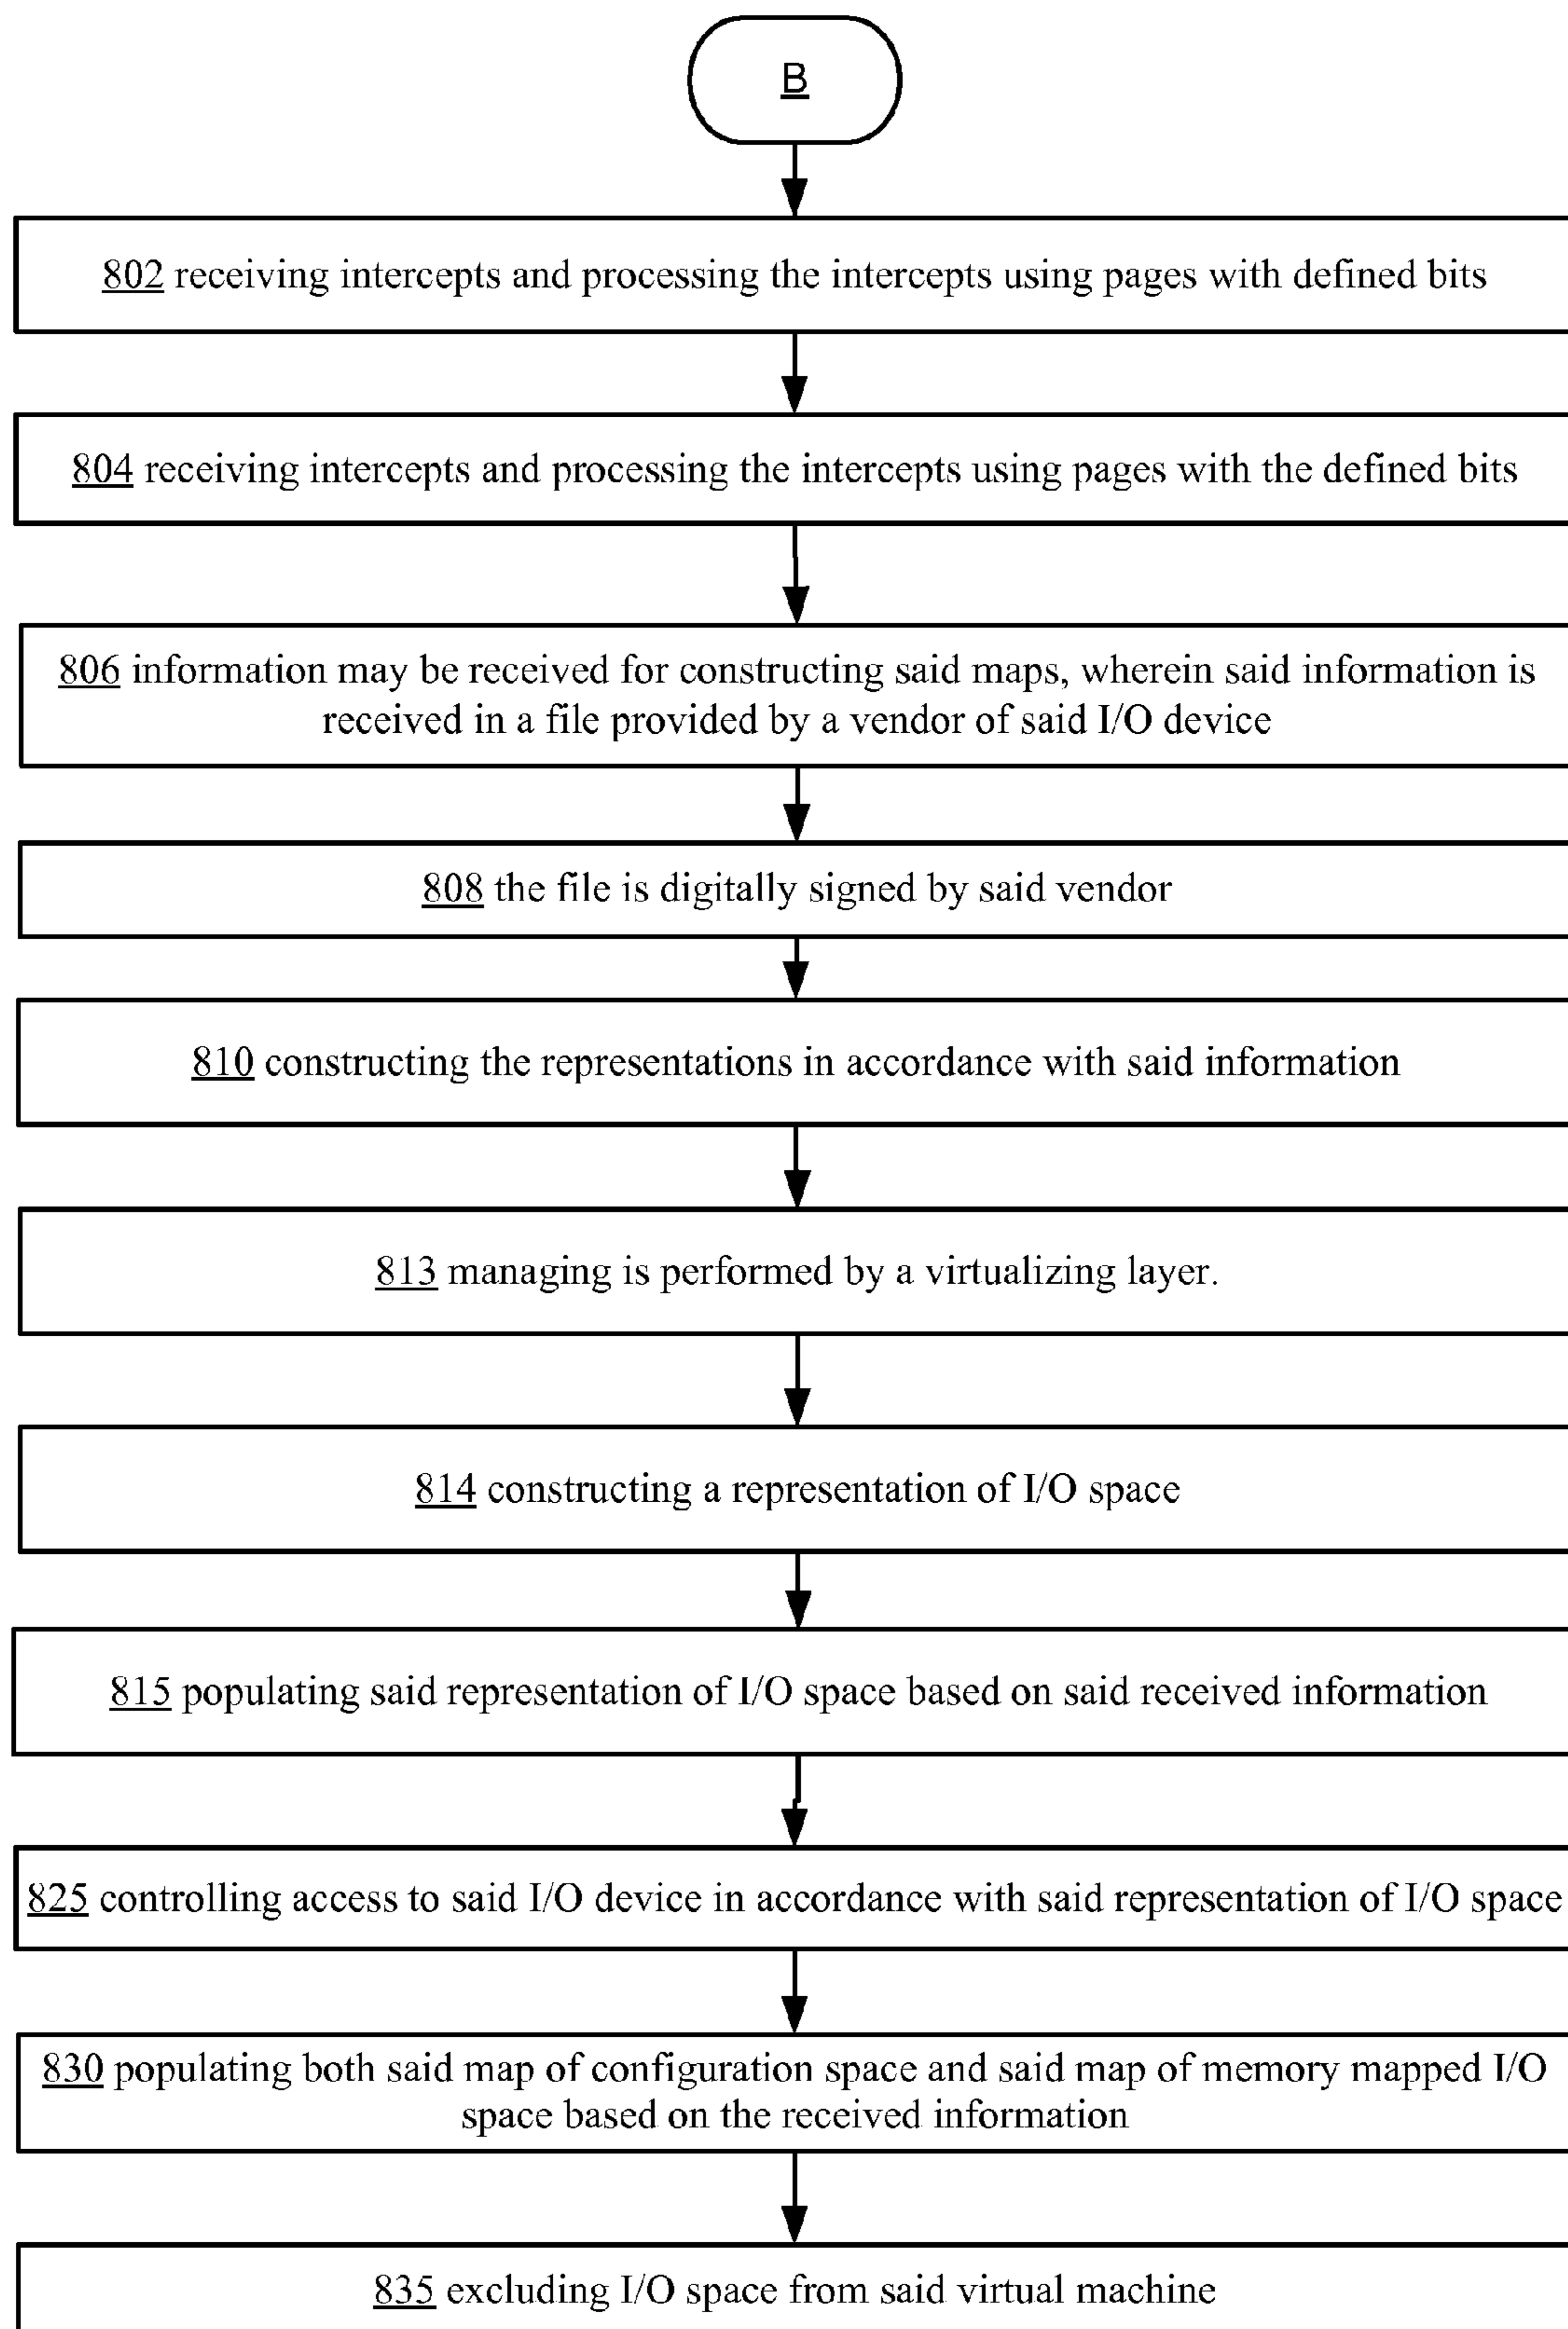 B
802 receiving intercepts and processing the intercepts using pages with defined bits
804 receiving intercepts and processing the intercepts using pages with the defined bits
806 information may be received for constructing said maps, wherein said information is
received in a file provided by a vendor of said I/O device
808 the file is digitally signed by said vendor
810 constructing the representations in accordance with said information
813 managing is performed by a virtualizing layer.
814 constructing a representation of I/O space
815 populating said representation of I/O space based on said received information
825 controlling access to said I/O device in accordance with said representation of I/O space
830 populating both said map of configuration space and said map of memory mapped I/O
space based on the received information
835 excluding I/O space from said virtual machine